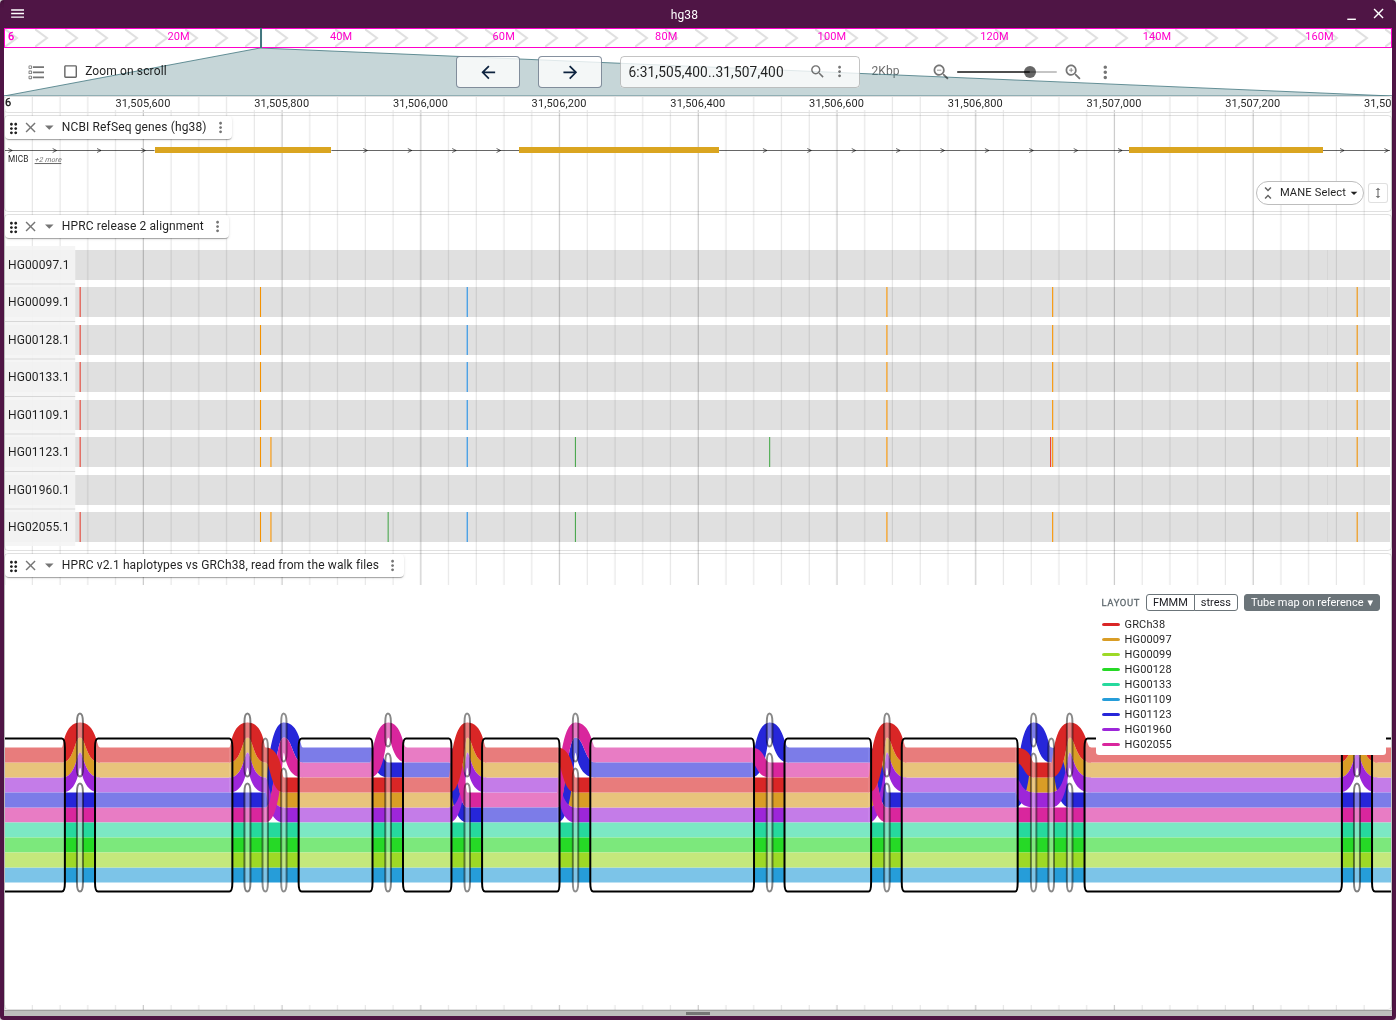 hg38
6 20M 40M 60M 80M 100M 120M 140M 160M
Zoom on scroll
6:31,505,400..31,507,400
2Kbp
6 31,505,600 31,505,800 31,506,000 31,506,200 31,506,400 31,506,600 31,506,800 31,507,000 31,507,200 31,50
NCBI RefSeq genes (hg38)
MICB +2 more
MANE Select
HPRC release 2 alignment
HG00097.1
HG00099.1
HG00128.1
HG00133.1
HG01109.1
HG01123.1
HG01960.1
HG02055.1
HPRC v2.1 haplotypes vs GRCh38, read from the walk files
LAYOUT FMMM stress Tube map on reference ▾
GRCh38
HG00097
HG00099
HG00128
HG00133
HG01109
HG01123
HG01960
HG02055